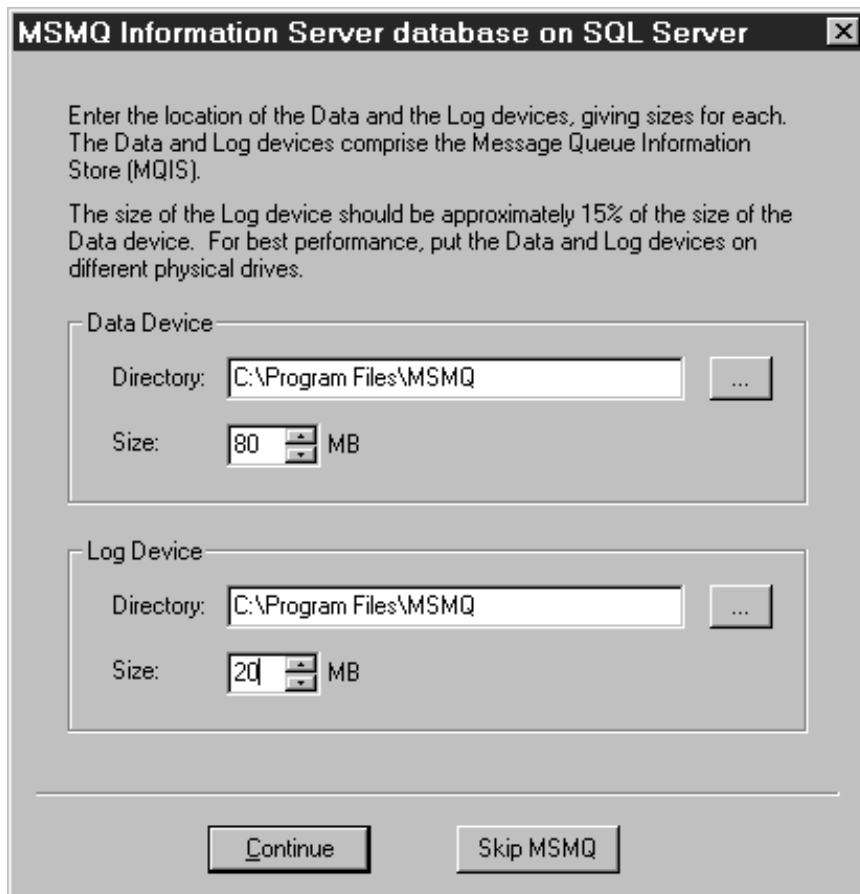 MSMQ Information Server database on SQL Server
Enter the location of the Data and the Log devices, giving sizes for each.
The Data and Log devices comprise the Message Queue Information
Store (MQIS).
The size of the Log device should be approximately 15% of the size of the
Data device.  For best performance, put the Data and Log devices on
different physical drives.
Data Device
Directory: C:\Program Files\MSMQ ...
Size: 80 MB
Log Device
Directory: C:\Program Files\MSMQ ...
Size: 20 MB
Continue Skip MSMQ